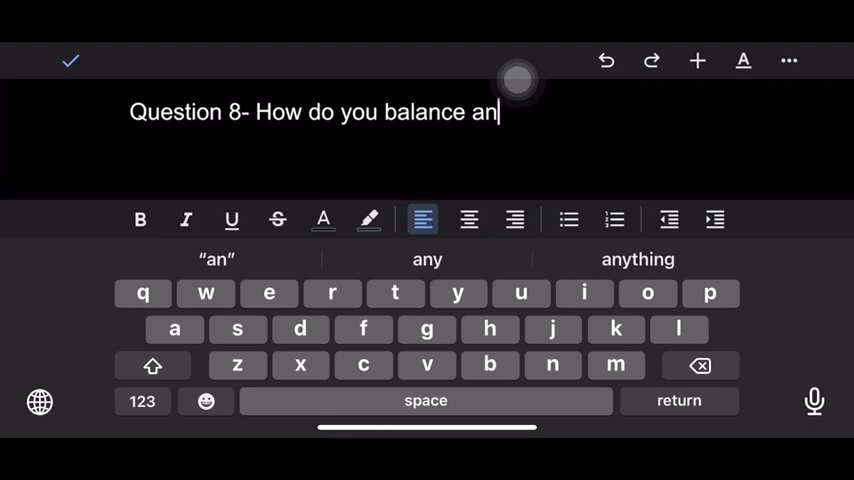 A
Question 8- How do you balance an
B I U S A
“an” any anything
q w e r t y u i o p
a s d f g h j k l
z x c v b n m
123 space return